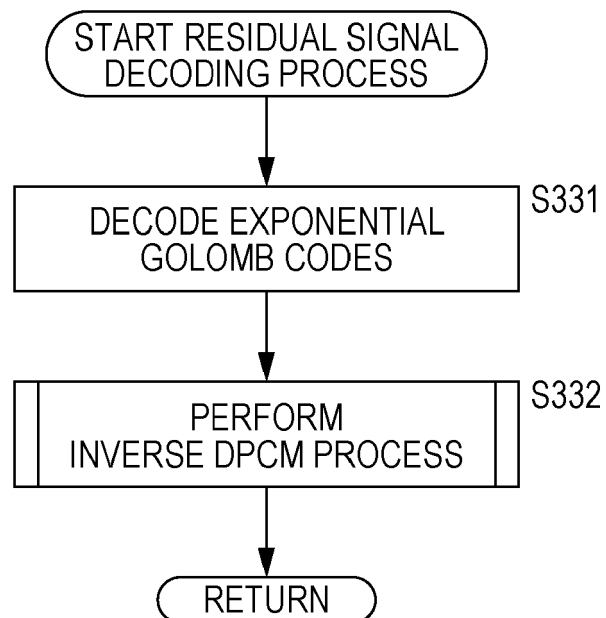 START RESIDUAL SIGNAL
DECODING PROCESS
S331
DECODE EXPONENTIAL
GOLOMB CODES
S332
PERFORM
INVERSE DPCM PROCESS
RETURN